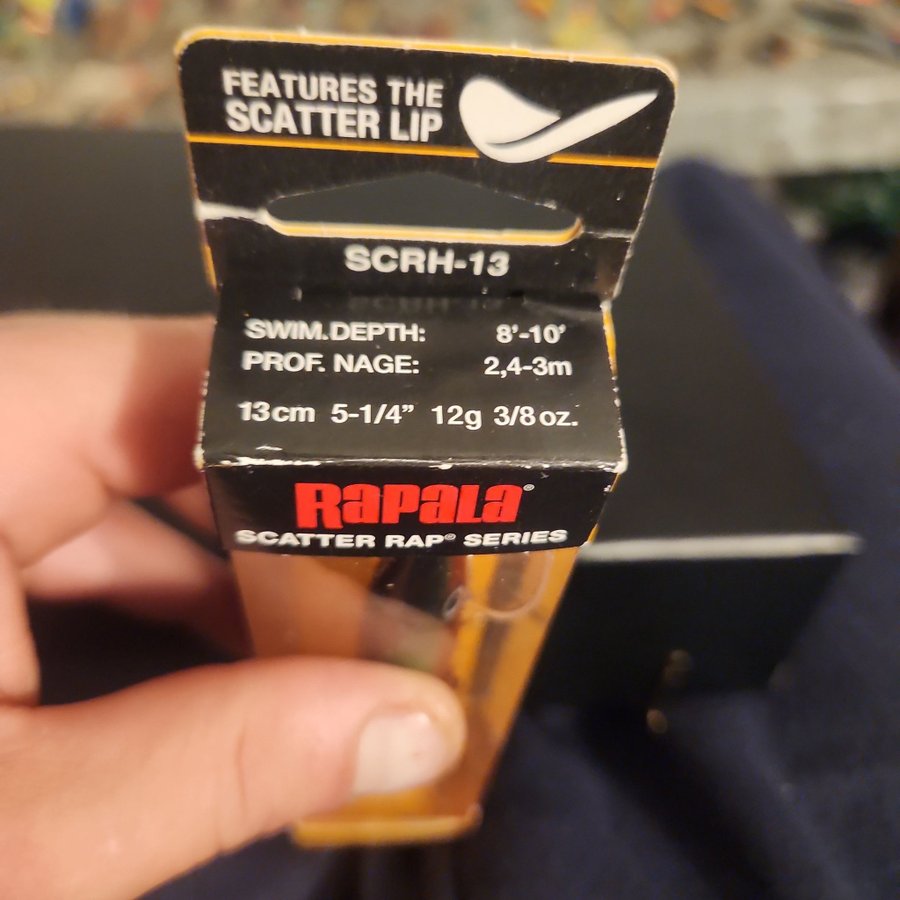 FEATURES THE
SCATTER LIP
SCRH-13
SWIM.DEPTH: 8'-10'
PROF. NAGE: 2,4-3m
13cm 5-1/4" 12g 3/8 oz.
RAPALA®
SCATTER RAP® SERIES